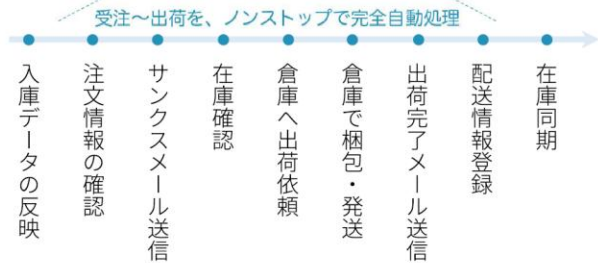 受注～出荷を、ノンストップで完全自動処理
入庫データの反映
注文情報の確認
サンクスメール送信
在庫確認
倉庫へ出荷依頼
倉庫で梱包・発送
出荷完了メール送信
配送情報登録
在庫同期